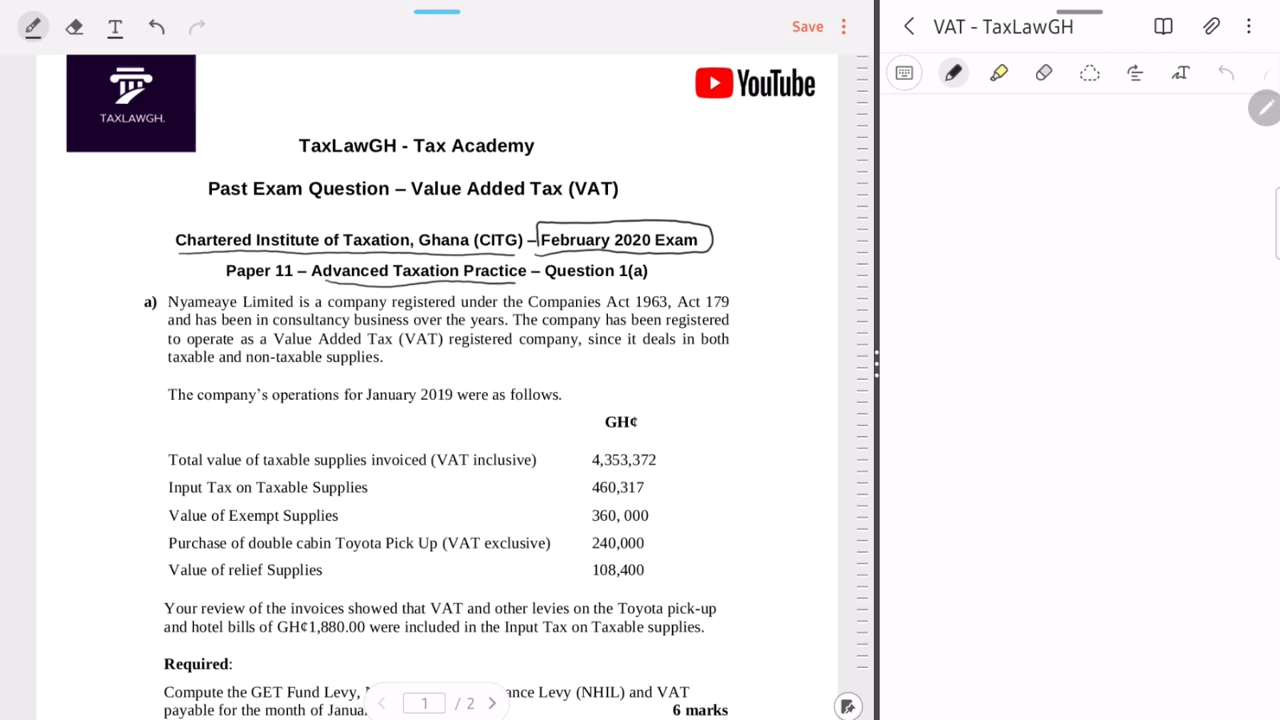 Save
VAT - TaxLawGH
TAXLAWGH.
YouTube
TaxLawGH - Tax Academy
Past Exam Question – Value Added Tax (VAT)
Chartered Institute of Taxation, Ghana (CITG) – February 2020 Exam
Paper 11 – Advanced Taxation Practice – Question 1(a)
a) Nyameaye Limited is a company registered under the Companies Act 1963, Act 179
and has been in consultancy business over the years. The company has been registered
to operate as a Value Added Tax (VAT) registered company, since it deals in both
taxable and non-taxable supplies.
The company's operations for January 2019 were as follows.
GH¢
Total value of taxable supplies invoiced (VAT inclusive) 4,353,372
Input Tax on Taxable Supplies 460,317
Value of Exempt Supplies 360, 000
Purchase of double cabin Toyota Pick Up (VAT exclusive) 240,000
Value of relief Supplies 108,400
Your review of the invoices showed that VAT and other levies on the Toyota pick-up
and hotel bills of GH¢1,880.00 were included in the Input Tax on Taxable supplies.
Required:
Compute the GET Fund Levy, ance Levy (NHIL) and VAT
payable for the month of Janua 6 marks
1 / 2